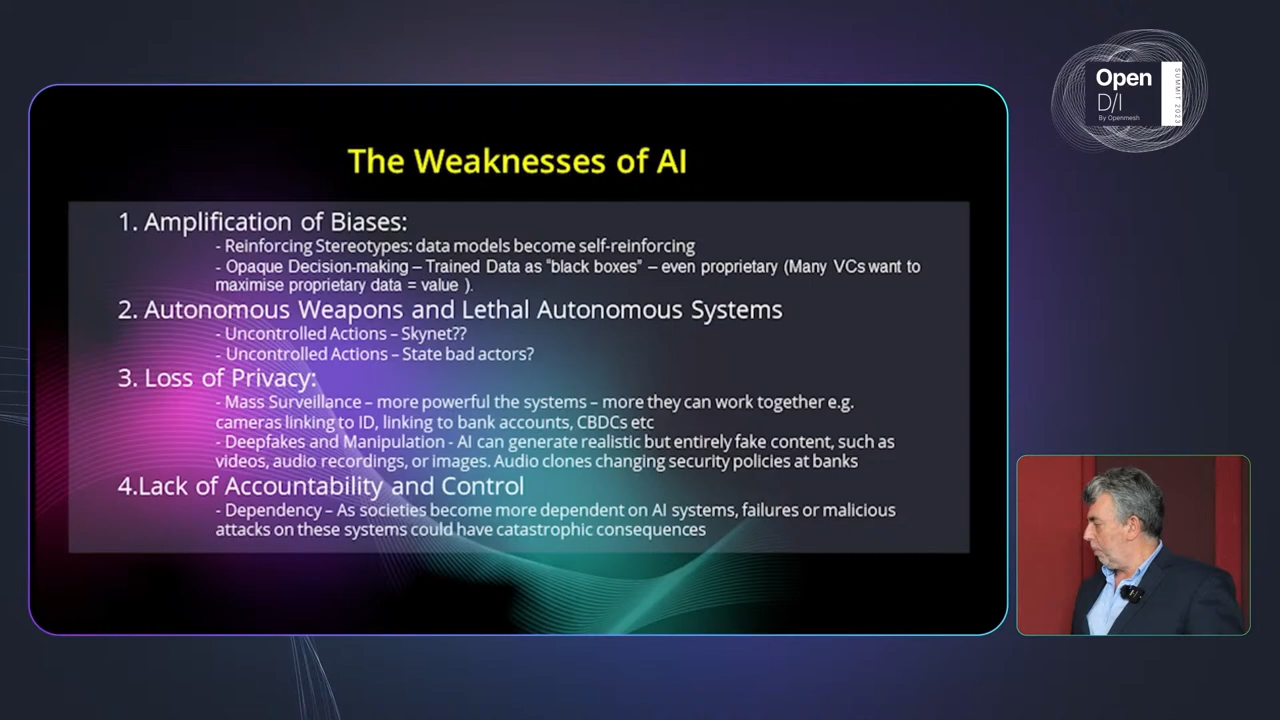 Open
D/I
By Openmesh
SUMMIT 2023
The Weaknesses of AI
1. Amplification of Biases:
- Reinforcing Stereotypes: data models become self-reinforcing
- Opaque Decision-making – Trained Data as "black boxes" – even proprietary (Many VCs want to
maximise proprietary data = value ).
2. Autonomous Weapons and Lethal Autonomous Systems
- Uncontrolled Actions – Skynet??
- Uncontrolled Actions – State bad actors?
3. Loss of Privacy:
- Mass Surveillance – more powerful the systems – more they can work together e.g.
cameras linking to ID, linking to bank accounts, CBDCs etc
- Deepfakes and Manipulation - AI can generate realistic but entirely fake content, such as
videos, audio recordings, or images. Audio clones changing security policies at banks
4.Lack of Accountability and Control
- Dependency – As societies become more dependent on AI systems, failures or malicious
attacks on these systems could have catastrophic consequences